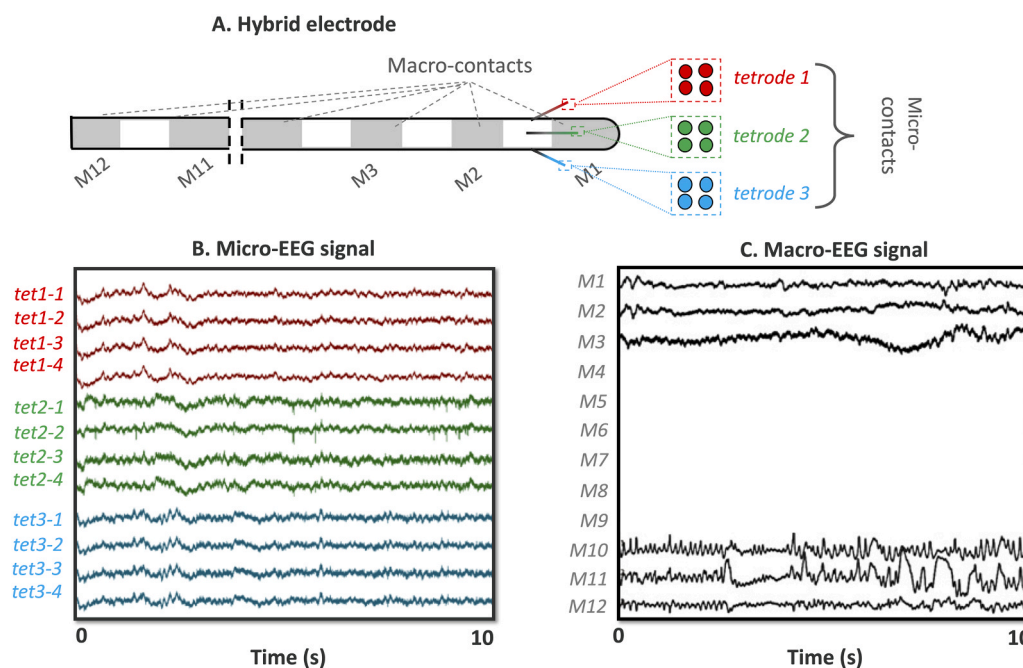 A. Hybrid electrode
Macro-contacts
tetrode 1
tetrode 2
tetrode 3
Micro-
contacts
M12
M11
M3
M2
M1
B. Micro-EEG signal
tet1-1
tet1-2
tet1-3
tet1-4
tet2-1
tet2-2
tet2-3
tet2-4
tet3-1
tet3-2
tet3-3
tet3-4
0
10
Time (s)
C. Macro-EEG signal
M1
M2
M3
M4
M5
M6
M7
M8
M9
M10
M11
M12
0
10
Time (s)